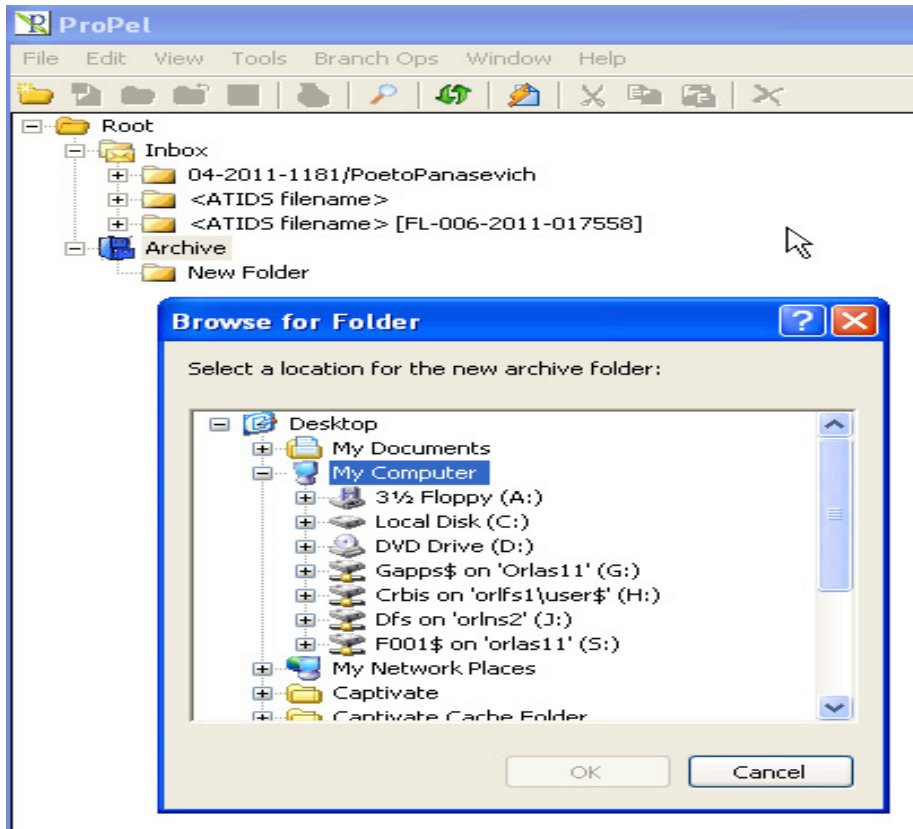 ProPel
File Edit View Tools Branch Ops Window Help
Root
Inbox
04-2011-1181/PoetoPanasevich
<ATIDS filename>
<ATIDS filename> [FL-006-2011-017558]
Archive
New Folder
Browse for Folder
Select a location for the new archive folder:
Desktop
My Documents
My Computer
3½ Floppy (A:)
Local Disk (C:)
DVD Drive (D:)
Gapps$ on 'Orlas11' (G:)
Crbis on 'orlfs1\user$' (H:)
Dfs on 'orlns2' (J:)
F001$ on 'orlas11' (S:)
My Network Places
Captivate
Captivate Cache Folder
OK Cancel